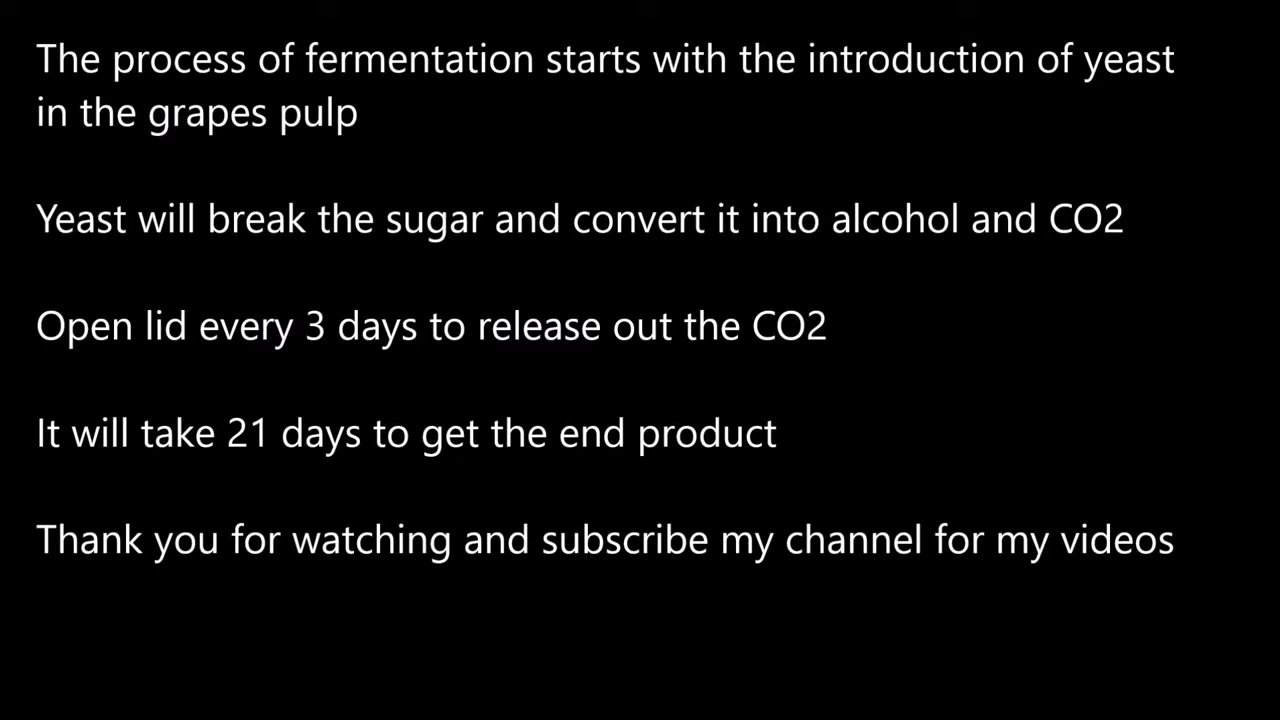 The process of fermentation starts with the introduction of yeast
in the grapes pulp
Yeast will break the sugar and convert it into alcohol and CO2
Open lid every 3 days to release out the CO2
It will take 21 days to get the end product
Thank you for watching and subscribe my channel for my videos